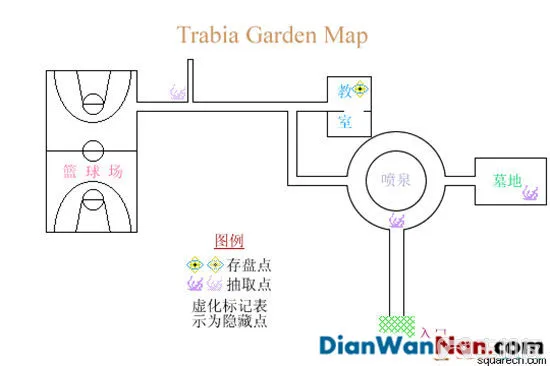 Trabia Garden Map
教
室
篮球场
喷泉
墓地
图例
存盘点
抽取点
虚化标记表
示为隐藏点
入口
DianWanNan.com
squarecn.com